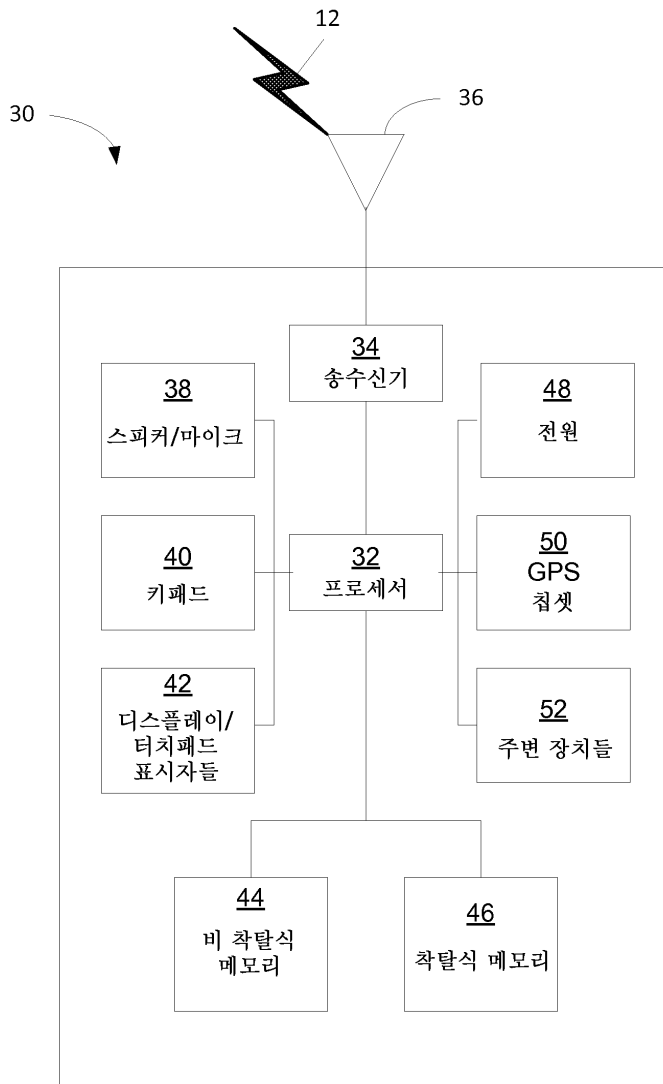 12
36
30
34
송수신기
38
스피커/마이크
48
전원
40
키패드
32
프로세서
50
GPS
칩셋
42
디스플레이/
터치패드
표시자들
52
주변 장치들
44
비 착탈식
메모리
46
착탈식 메모리